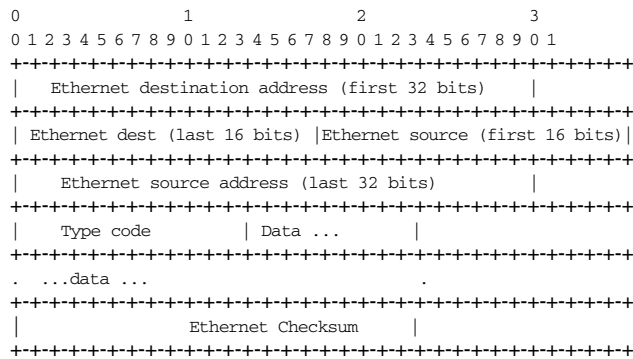 0 1 2 3
0 1 2 3 4 5 6 7 8 9 0 1 2 3 4 5 6 7 8 9 0 1 2 3 4 5 6 7 8 9 0 1
+-+-+-+-+-+-+-+-+-+-+-+-+-+-+-+-+-+-+-+-+-+-+-+-+-+-+-+-+-+-+-+-+
| Ethernet destination address (first 32 bits) |
+-+-+-+-+-+-+-+-+-+-+-+-+-+-+-+-+-+-+-+-+-+-+-+-+-+-+-+-+-+-+-+-+
| Ethernet dest (last 16 bits) |Ethernet source (first 16 bits)|
+-+-+-+-+-+-+-+-+-+-+-+-+-+-+-+-+-+-+-+-+-+-+-+-+-+-+-+-+-+-+-+-+
| Ethernet source address (last 32 bits) |
+-+-+-+-+-+-+-+-+-+-+-+-+-+-+-+-+-+-+-+-+-+-+-+-+-+-+-+-+-+-+-+-+
| Type code | Data ... |
+-+-+-+-+-+-+-+-+-+-+-+-+-+-+-+-+-+-+-+-+-+-+-+-+-+-+-+-+-+-+-+-+
. ...data ... .
+-+-+-+-+-+-+-+-+-+-+-+-+-+-+-+-+-+-+-+-+-+-+-+-+-+-+-+-+-+-+-+-+
| Ethernet Checksum |
+-+-+-+-+-+-+-+-+-+-+-+-+-+-+-+-+-+-+-+-+-+-+-+-+-+-+-+-+-+-+-+-+